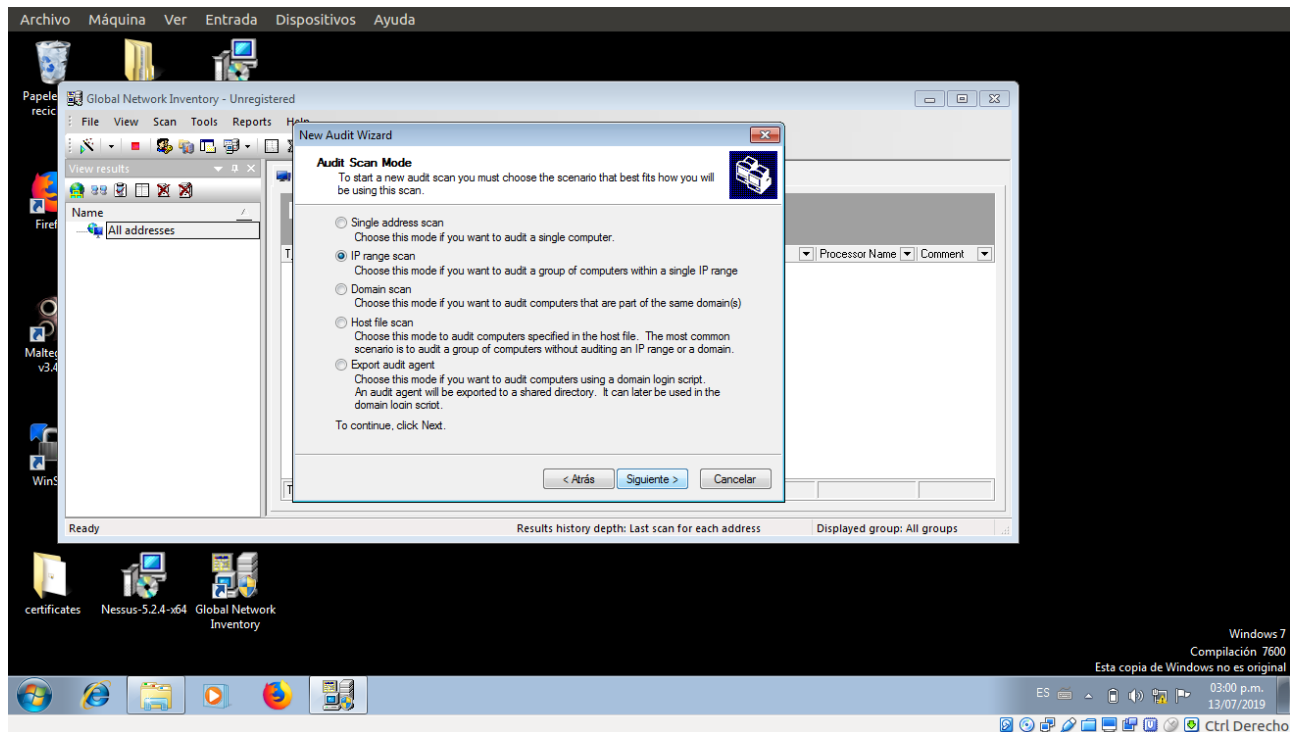 Archivo Máquina Ver Entrada Dispositivos Ayuda
Papele
recic
Global Network Inventory - Unregistered
File View Scan Tools Reports Help
New Audit Wizard
View results
Audit Scan Mode
To start a new audit scan you must choose the scenario that best fits how you will
be using this scan.
Name
All addresses
Firef
Single address scan
Choose this mode if you want to audit a single computer.
IP range scan
Choose this mode if you want to audit a group of computers within a single IP range
Processor Name Comment
Domain scan
Choose this mode if you want to audit computers that are part of the same domain(s)
Host file scan
Choose this mode to audit computers specified in the host file. The most common
scenario is to audit a group of computers without auditing an IP range or a domain.
Export audit agent
Choose this mode if you want to audit computers using a domain login script.
An audit agent will be exported to a shared directory. It can later be used in the
domain login script.
To continue, click Next.
Malteg
v3.4
WinS
< Atrás Siguiente > Cancelar
Ready Results history depth: Last scan for each address Displayed group: All groups
certificates Nessus-5.2.4-x64 Global Network
Inventory
Windows 7
Compilación 7600
Esta copia de Windows no es original
ES 03:00 p.m.
13/07/2019
Ctrl Derecho